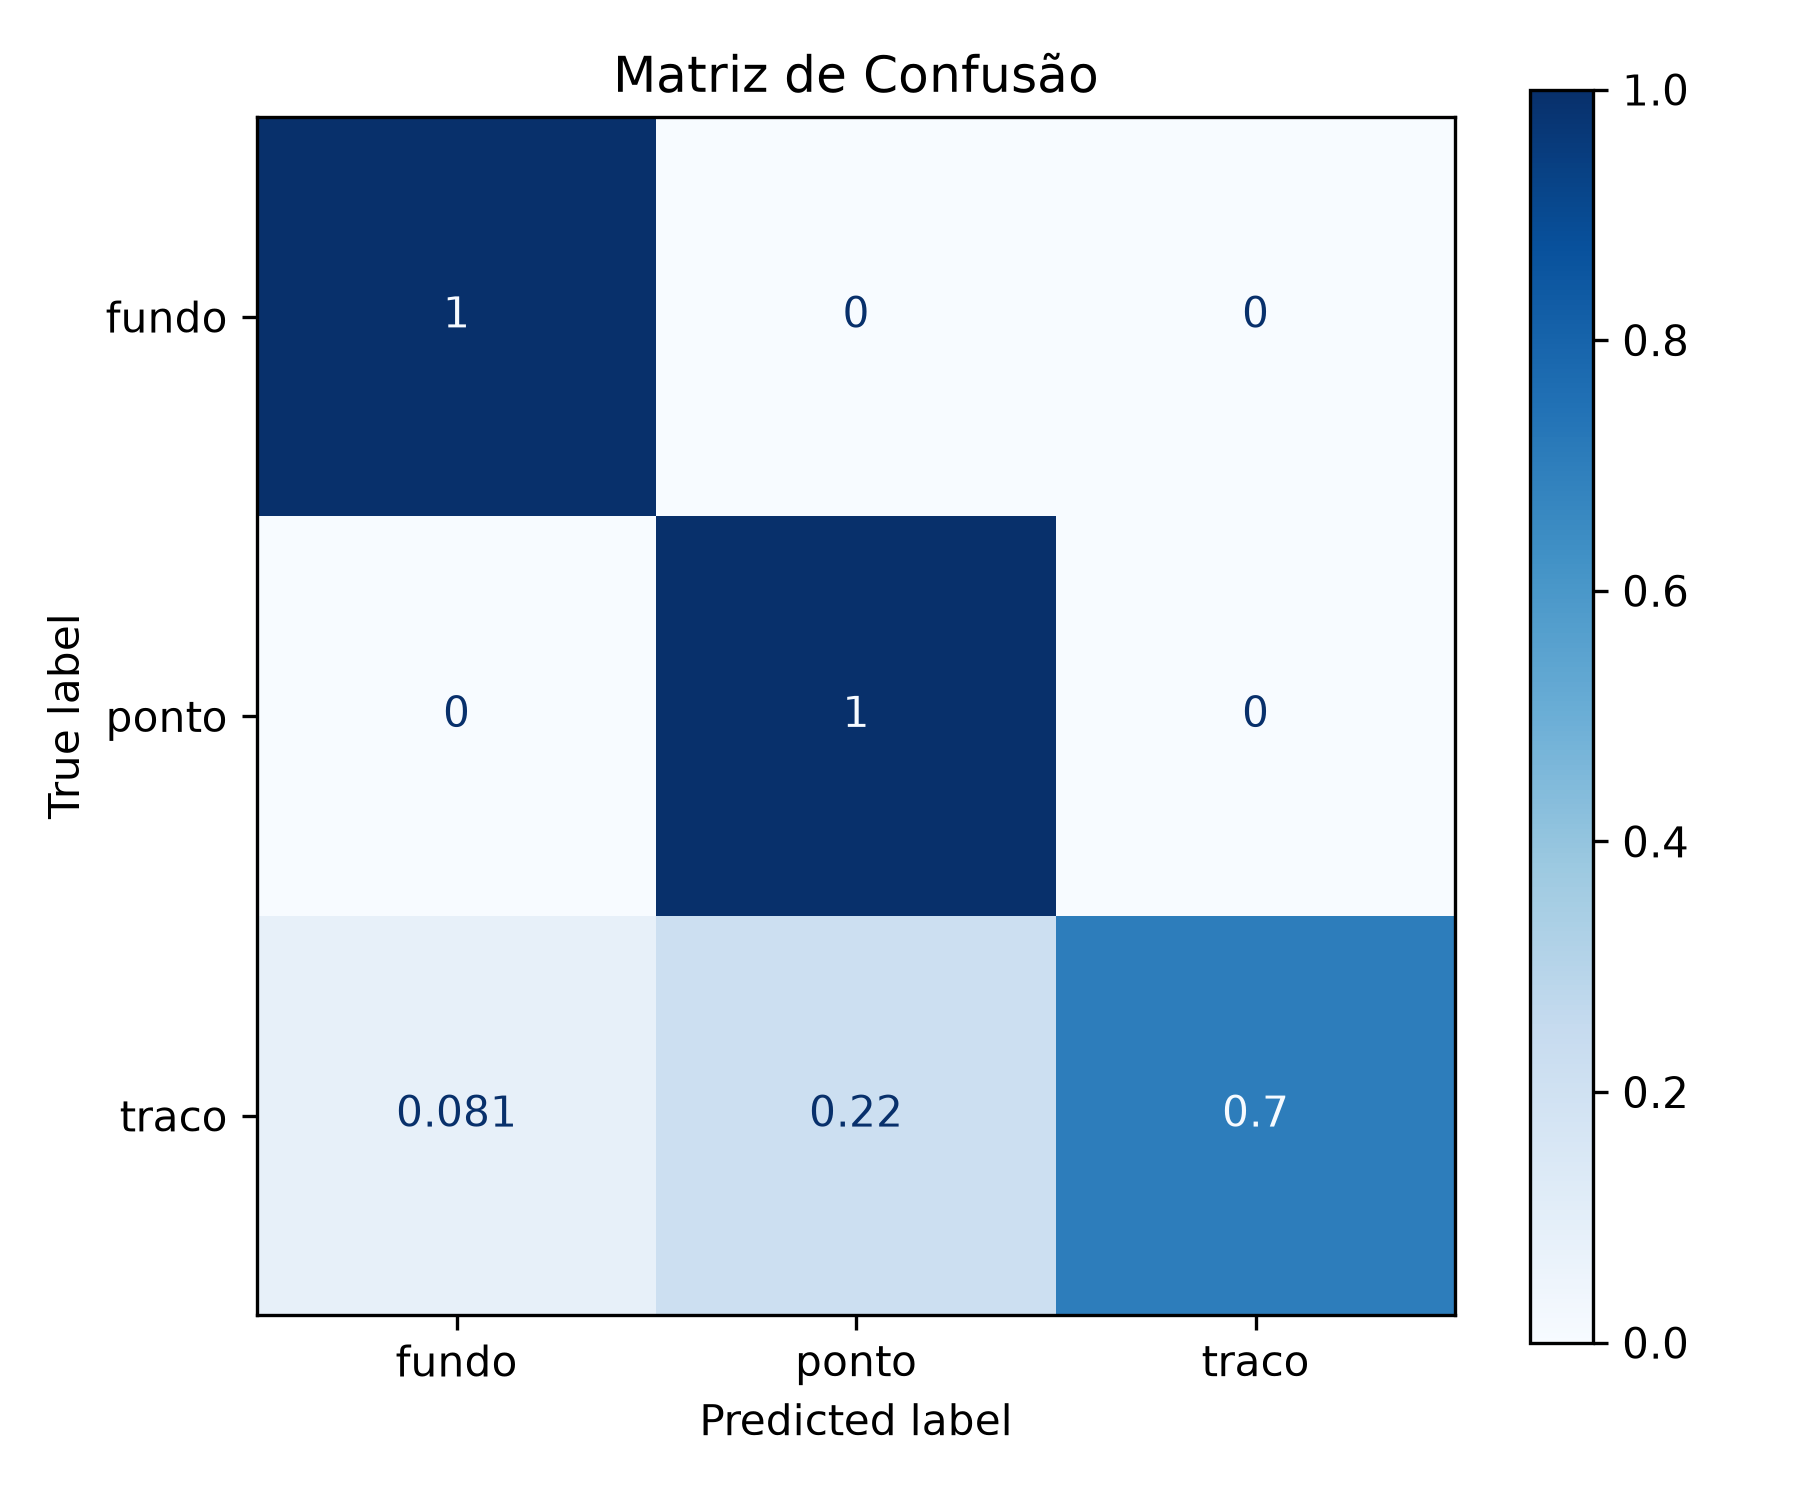 Matriz de Confusão
True label
fundo
1
0
0
ponto
0
1
0
traco
0.081
0.22
0.7
fundo
ponto
traco
Predicted label
1.0
0.8
0.6
0.4
0.2
0.0